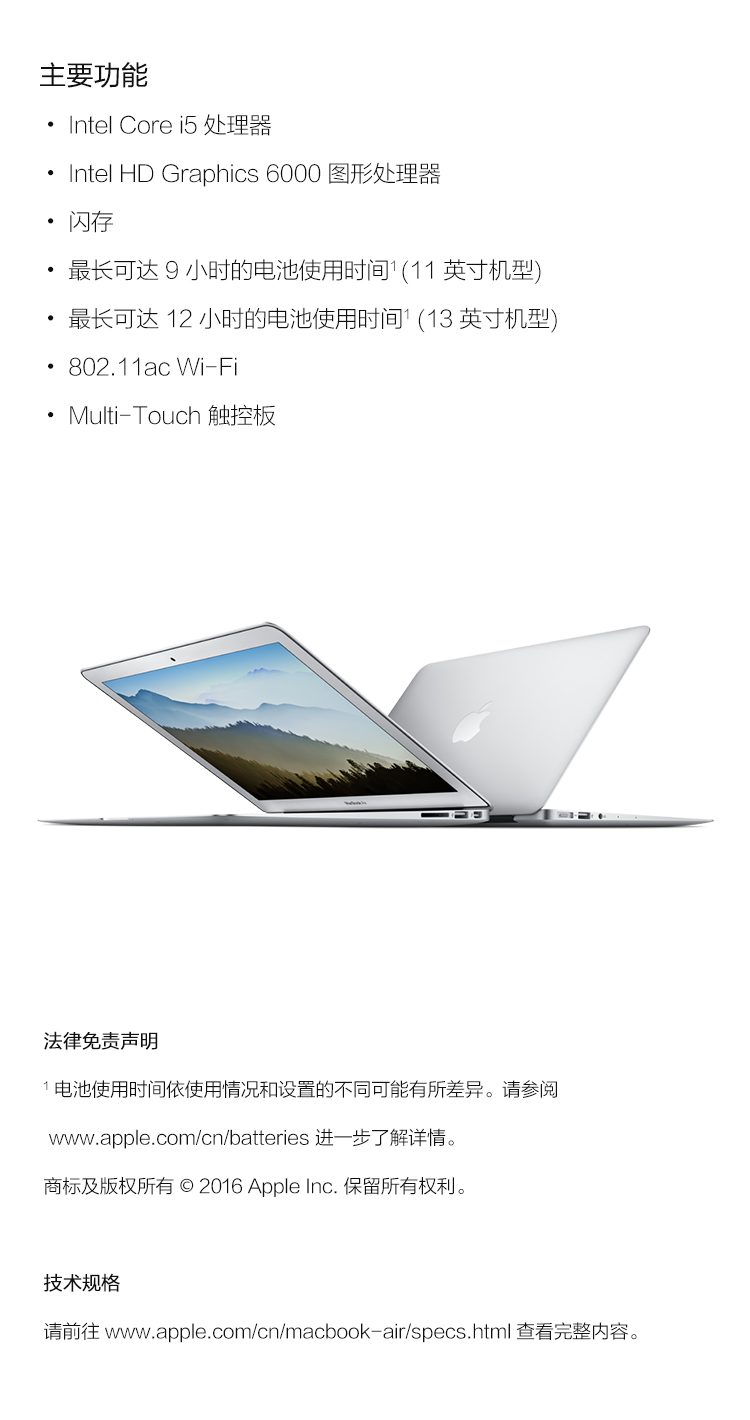 主要功能
• Intel Core i5 处理器
• Intel HD Graphics 6000 图形处理器
• 闪存
• 最长可达 9 小时的电池使用时间¹ (11 英寸机型)
• 最长可达 12 小时的电池使用时间¹ (13 英寸机型)
• 802.11ac Wi-Fi
• Multi-Touch 触控板
MacBook Air
法律免责声明
¹ 电池使用时间依使用情况和设置的不同可能有所差异。请参阅
www.apple.com/cn/batteries 进一步了解详情。
商标及版权所有 © 2016 Apple Inc. 保留所有权利。
技术规格
请前往 www.apple.com/cn/macbook-air/specs.html 查看完整内容。